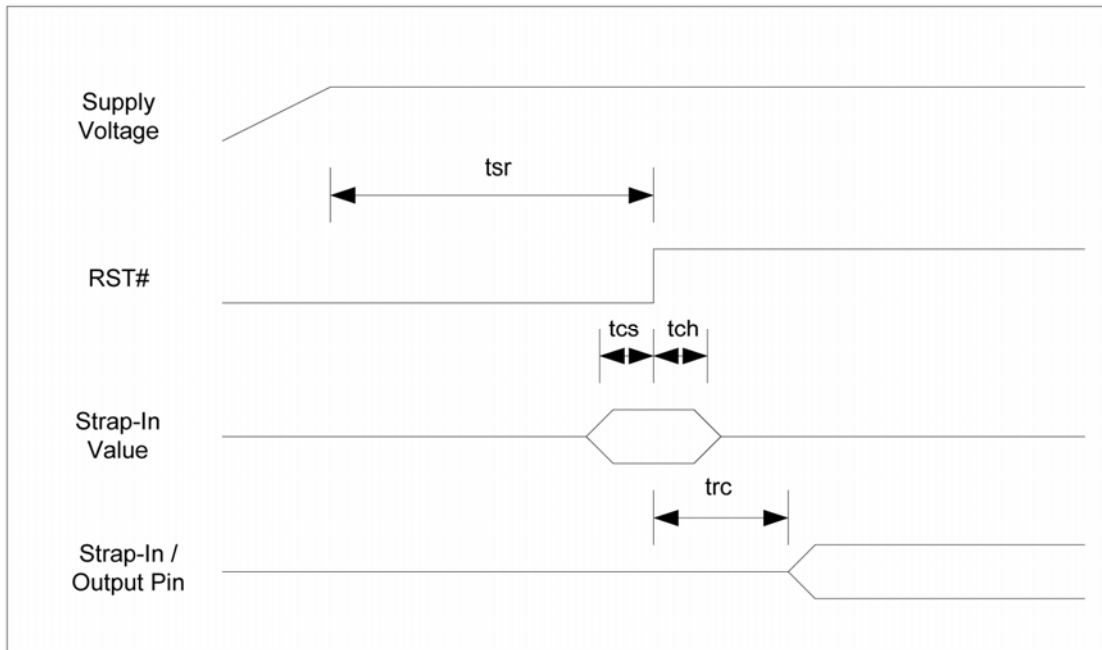 Supply
Voltage
tsr
RST#
tcs
tch
Strap-In
Value
trc
Strap-In /
Output Pin